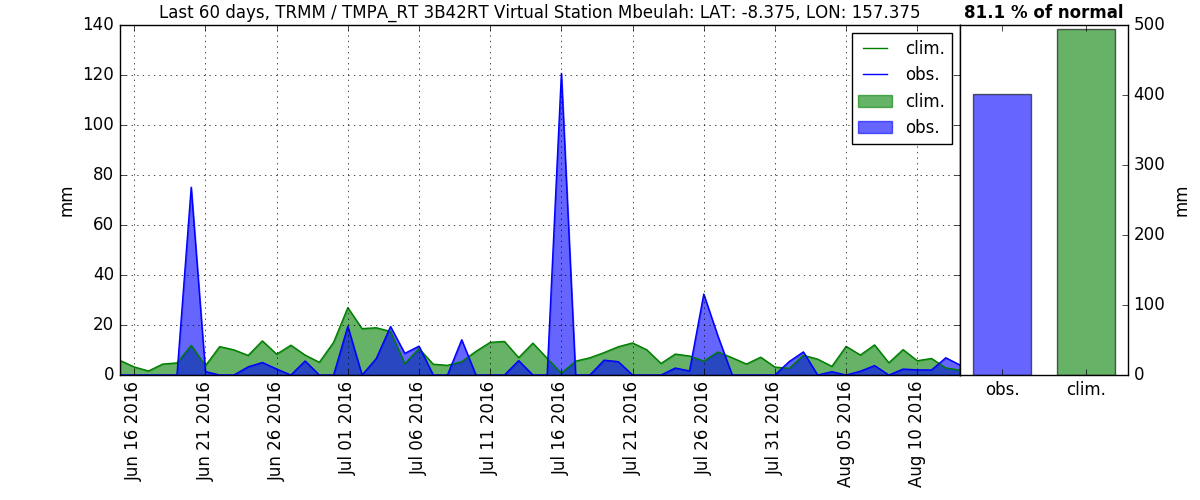 Last 60 days, TRMM / TMPA_RT 3B42RT Virtual Station Mbeulah: LAT: -8.375, LON: 157.375
81.1 % of normal
140
120
100
80
60
40
20
0
mm
clim.
obs.
clim.
obs.
Jun 16 2016
Jun 21 2016
Jun 26 2016
Jul 01 2016
Jul 06 2016
Jul 11 2016
Jul 16 2016
Jul 21 2016
Jul 26 2016
Jul 31 2016
Aug 05 2016
Aug 10 2016
500
400
300
200
100
0
mm
obs.
clim.